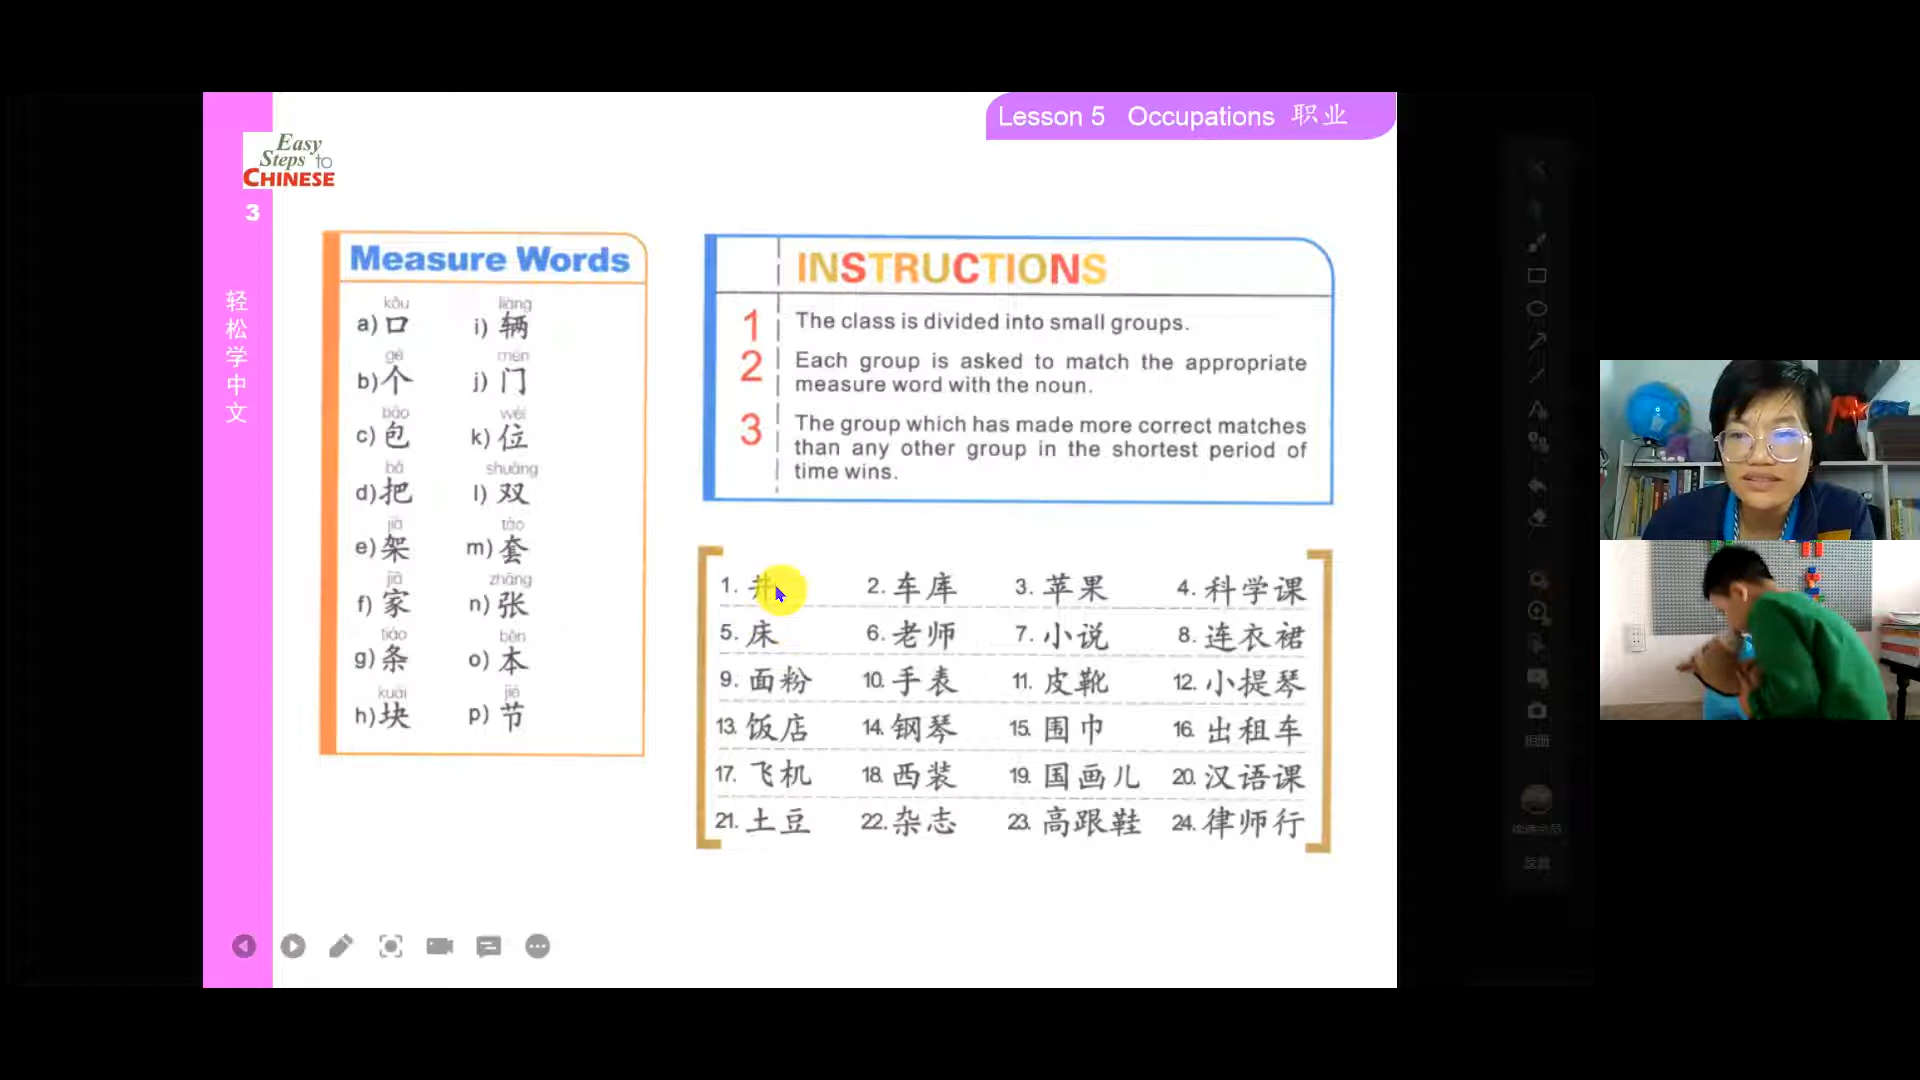 Lesson 5 Occupations 职业
Easy
Steps to
CHINESE
3
轻松学中文
Measure Words
kǒu liàng
a) 口 i) 辆
gè mén
b) 个 j) 门
bāo wèi
c) 包 k) 位
bǎ shuāng
d) 把 l) 双
jià tào
e) 架 m) 套
jiā zhāng
f) 家 n) 张
tiáo běn
g) 条 o) 本
kuài jié
h) 块 p) 节
INSTRUCTIONS
1 The class is divided into small groups.
2 Each group is asked to match the appropriate
measure word with the noun.
3 The group which has made more correct matches
than any other group in the shortest period of
time wins.
1. 井 2. 车库 3. 苹果 4. 科学课
5. 床 6. 老师 7. 小说 8. 连衣裙
9. 面粉 10. 手表 11. 皮靴 12. 小提琴
13. 饭店 14. 钢琴 15. 围巾 16. 出租车
17. 飞机 18. 西装 19. 国画儿 20. 汉语课
21. 土豆 22. 杂志 23. 高跟鞋 24. 律师行